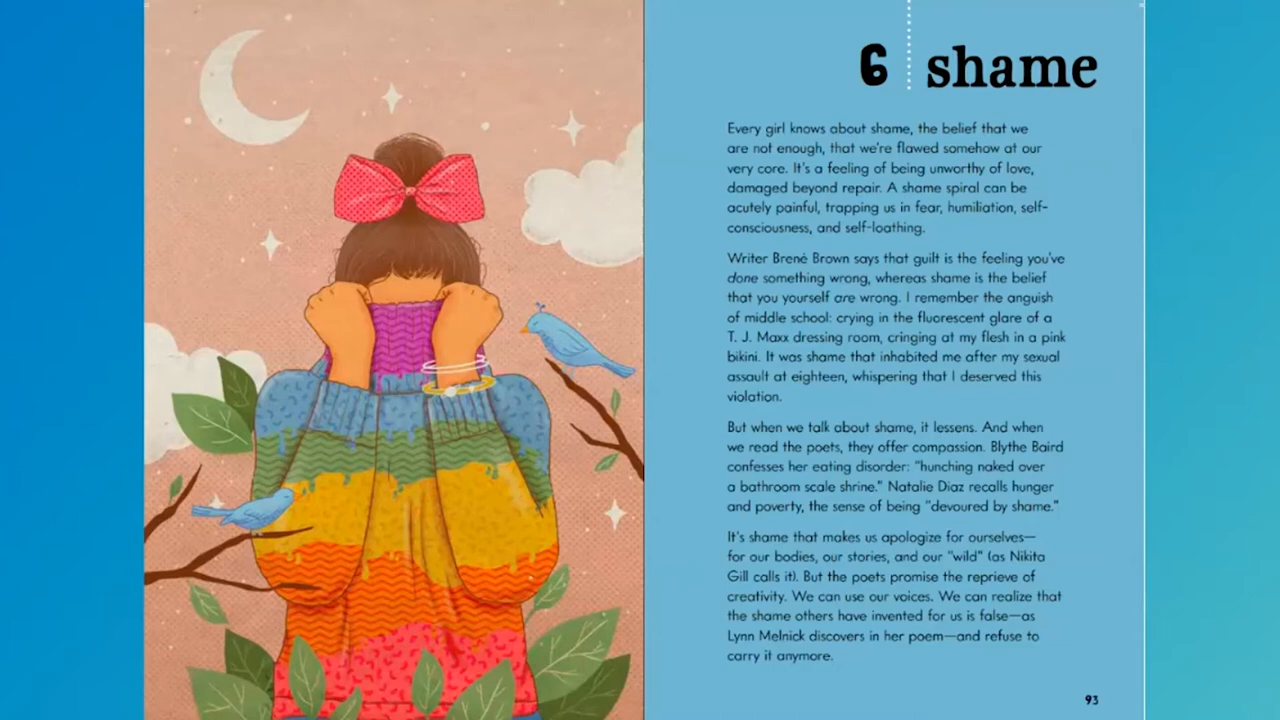 6 shame
Every girl knows about shame, the belief that we
are not enough, that we're flawed somehow at our
very core. It's a feeling of being unworthy of love,
damaged beyond repair. A shame spiral can be
acutely painful, trapping us in fear, humiliation, self-
consciousness, and self-loathing.
Writer Brené Brown says that guilt is the feeling you've
done something wrong, whereas shame is the belief
that you yourself are wrong. I remember the anguish
of middle school: crying in the fluorescent glare of a
T. J. Maxx dressing room, cringing at my flesh in a pink
bikini. It was shame that inhabited me after my sexual
assault at eighteen, whispering that I deserved this
violation.
But when we talk about shame, it lessens. And when
we read the poets, they offer compassion. Blythe Baird
confesses her eating disorder: "hunching naked over
a bathroom scale shrine." Natalie Diaz recalls hunger
and poverty, the sense of being "devoured by shame."
It's shame that makes us apologize for ourselves—
for our bodies, our stories, and our "wild" (as Nikita
Gill calls it). But the poets promise the reprieve of
creativity. We can use our voices. We can realize that
the shame others have invented for us is false—as
Lynn Melnick discovers in her poem—and refuse to
carry it anymore.
93